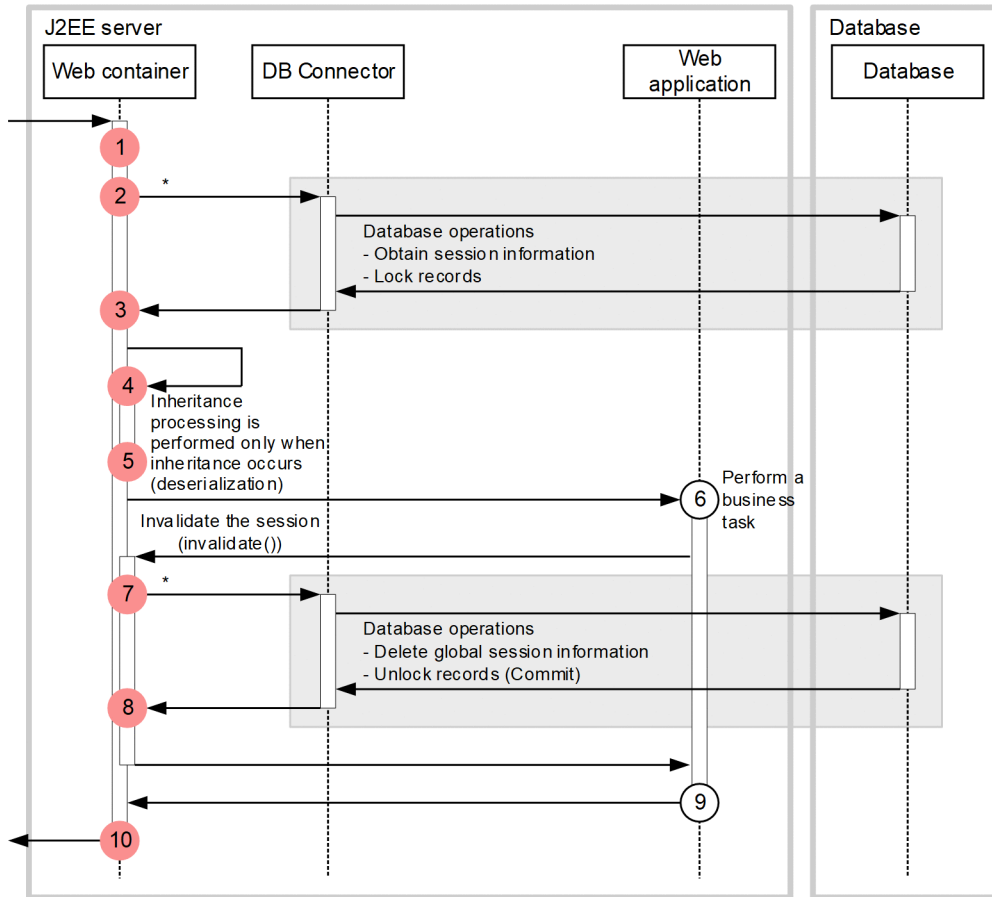 J2EE server
Database
Web container
DB Connector
Web
application
Database
1
2
*
Database operations
- Obtain session information
- Lock records
3
4
Inheritance
processing is
performed only when
inheritance occurs
(deserialization)
5
6
Perform a
business
task
Invalidate the session
(invalidate())
7
*
Database operations
- Delete global session information
- Unlock records (Commit)
8
9
10